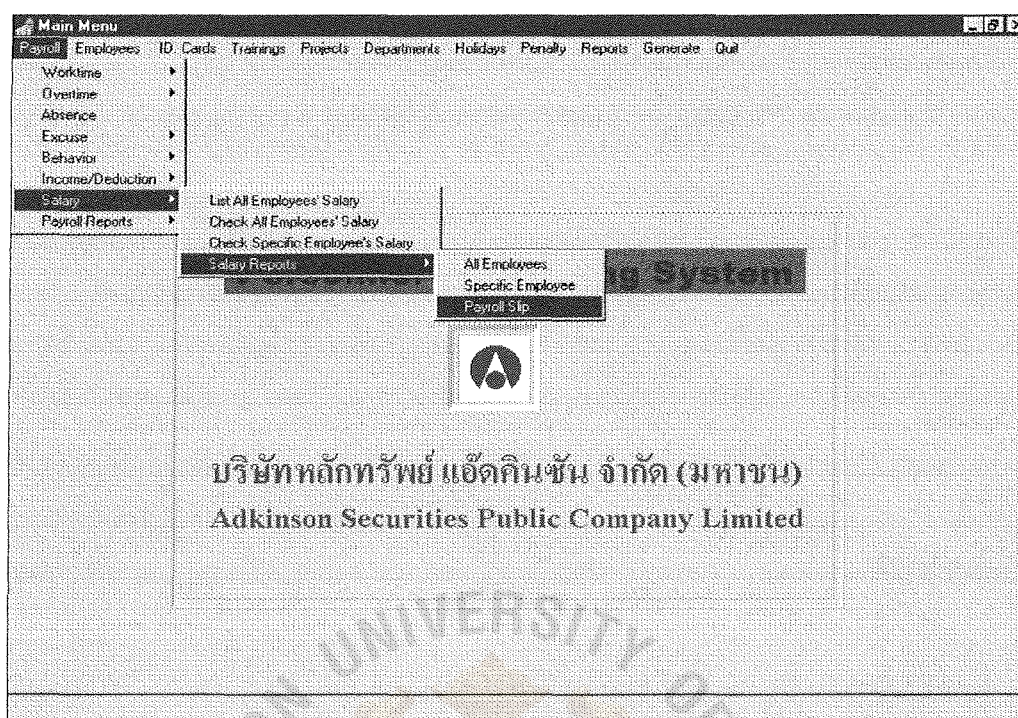 Main Menu
Payroll Employees ID Cards Trainings Projects Departments Holidays Penalty Reports Generate Quit
Worktime
Overtime
Absence
Excuse
Behavior
Income/Deduction
Salary
Payroll Reports
List All Employees' Salary
Check All Employees' Salary
Check Specific Employee's Salary
Salary Reports
All Employees
Specific Employee
Payroll Slip
System
บริษัทหลักทรัพย์ แอ๊ดคินซัน จำกัด (มหาชน)
Adkinson Securities Public Company Limited
UNIVERSITY